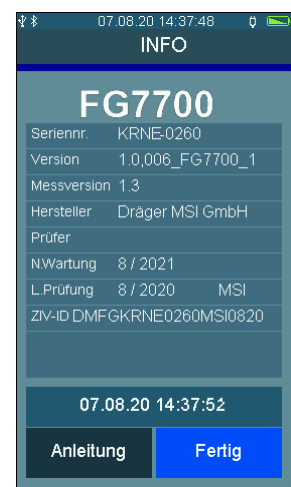 07.08.20 14:37:48
INFO
FG7700
Seriennr. KRNE-0260
Version 1.0,006_FG7700_1
Messversion 1.3
Hersteller Dräger MSI GmbH
Prüfer
N.Wartung 8 / 2021
L.Prüfung 8 / 2020 MSI
ZIV-ID DMFGKRNE0260MSI0820
07.08.20 14:37:52
Anleitung Fertig